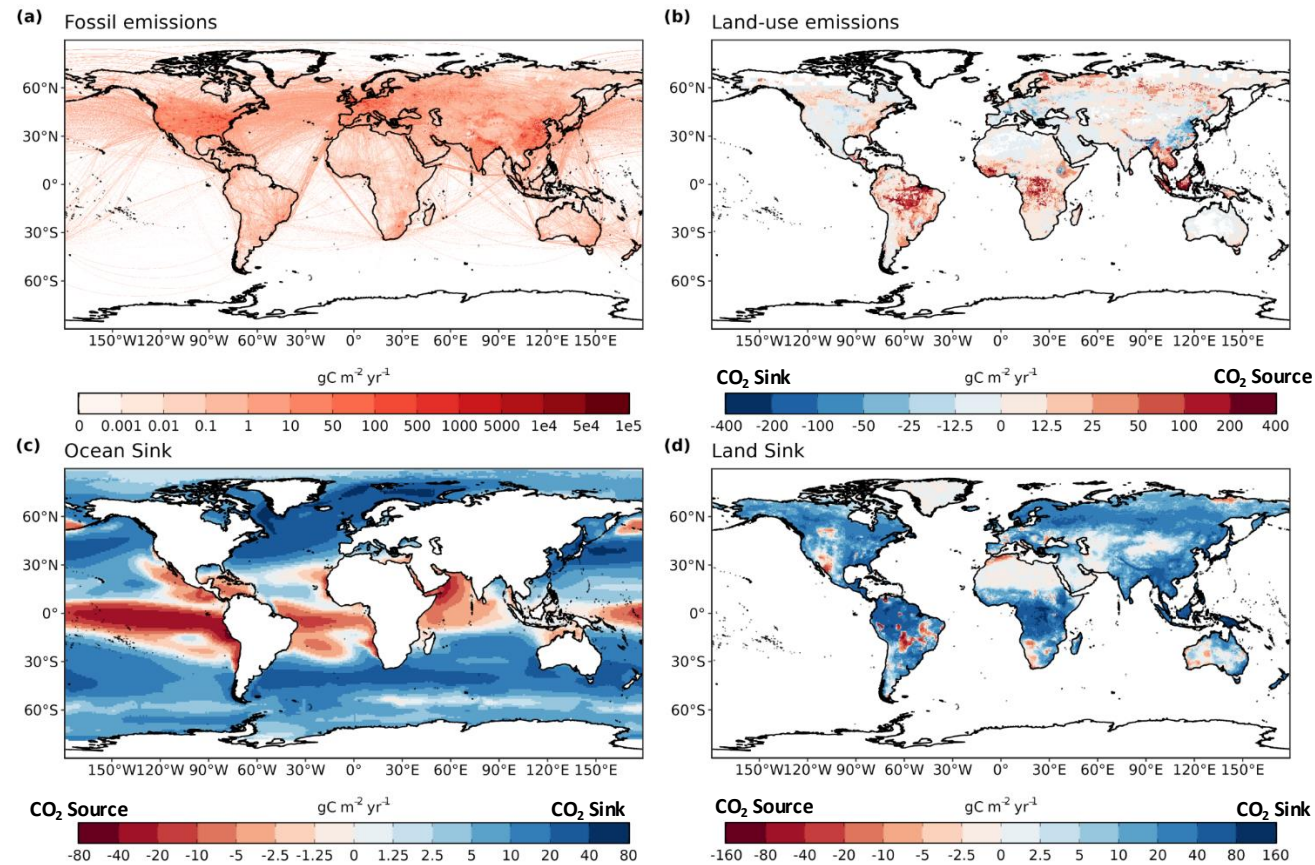 (a) Fossil emissions
60°N
30°N
0°
30°S
60°S
150°W 120°W 90°W 60°W 30°W 0° 30°E 60°E 90°E 120°E 150°E
gC m⁻² yr⁻¹
0 0.001 0.01 0.1 1 10 50 100 500 1000 5000 1e4 5e4 1e5
(b) Land-use emissions
60°N
30°N
0°
30°S
60°S
150°W 120°W 90°W 60°W 30°W 0° 30°E 60°E 90°E 120°E 150°E
CO₂ Sink gC m⁻² yr⁻¹ CO₂ Source
-400 -200 -100 -50 -25 -12.5 0 12.5 25 50 100 200 400
(c) Ocean Sink
60°N
30°N
0°
30°S
60°S
150°W 120°W 90°W 60°W 30°W 0° 30°E 60°E 90°E 120°E 150°E
CO₂ Source gC m⁻² yr⁻¹ CO₂ Sink
-80 -40 -20 -10 -5 -2.5 -1.25 0 1.25 2.5 5 10 20 40 80
(d) Land Sink
60°N
30°N
0°
30°S
60°S
150°W 120°W 90°W 60°W 30°W 0° 30°E 60°E 90°E 120°E 150°E
CO₂ Source gC m⁻² yr⁻¹ CO₂ Sink
-160 -80 -40 -20 -10 -5 -2.5 0 2.5 5 10 20 40 80 160